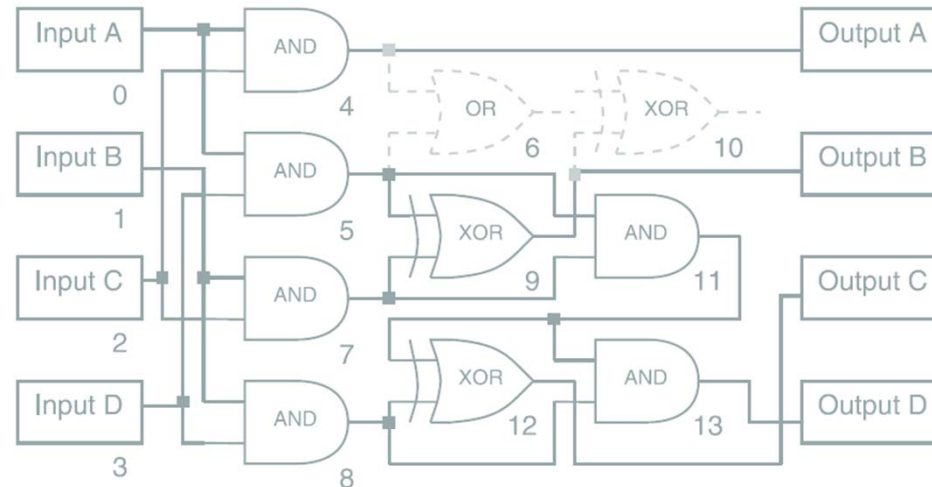 Input A
AND
Output A
0
4
OR
XOR
6
10
Input B
AND
Output B
1
5
XOR
AND
9
11
Input C
AND
Output C
2
7
XOR
AND
12
13
Input D
AND
Output D
3
8